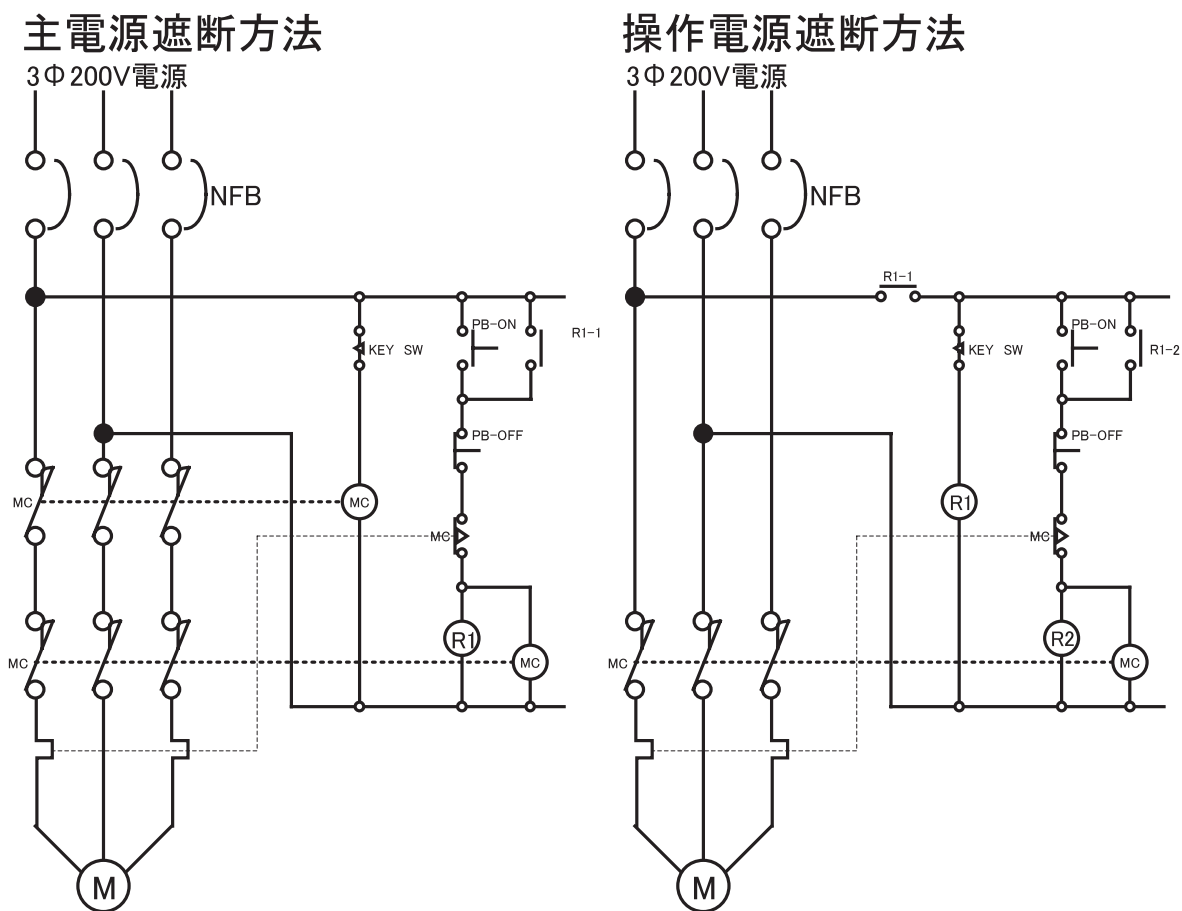 主電源遮断方法
3Φ200V電源
NFB
R1-1
PB-ON
KEY SW
PB-OFF
MC
MC
MC
R1
MC
MC
M
操作電源遮断方法
3Φ200V電源
NFB
R1-1
PB-ON
KEY SW
R1-2
PB-OFF
R1
MC
R2
MC
MC
M